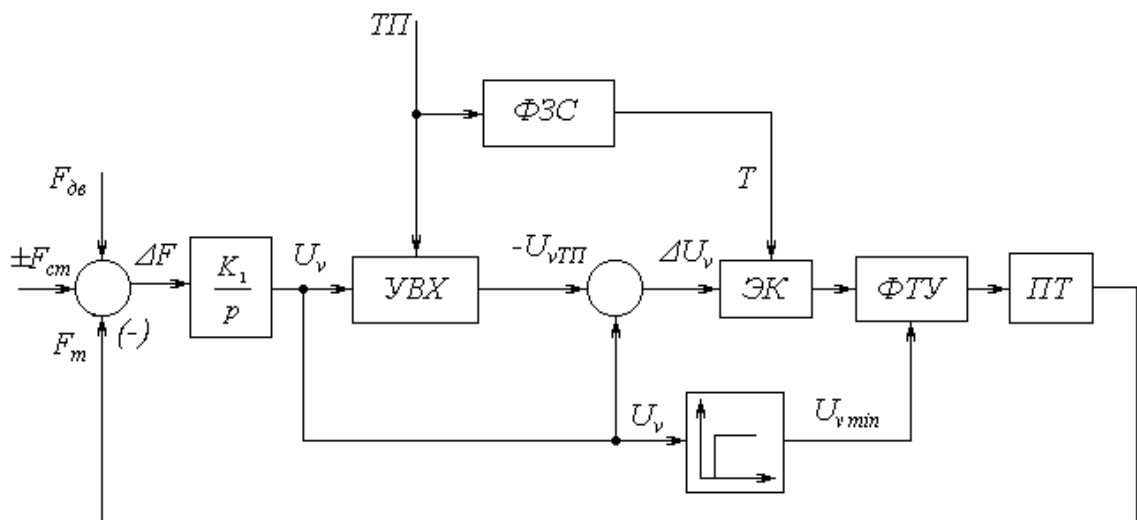 ТП
ФЗС
F_дв
T
±F_ст
ΔF
K_1
p
U_v
УВХ
-U_vТП
ΔU_v
ЭК
ФТУ
ПТ
F_т
(-)
U_v
U_v min